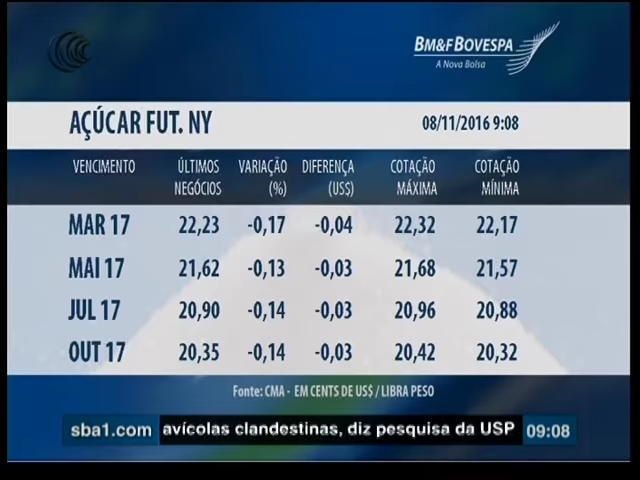 BM&FBOVESPA
A Nova Bolsa
AÇÚCAR FUT. NY 08/11/2016 9:08
VENCIMENTO ÚLTIMOS NEGÓCIOS VARIAÇÃO (%) DIFERENÇA (US$) COTAÇÃO MÁXIMA COTAÇÃO MÍNIMA
MAR 17 22,23 -0,17 -0,04 22,32 22,17
MAI 17 21,62 -0,13 -0,03 21,68 21,57
JUL 17 20,90 -0,14 -0,03 20,96 20,88
OUT 17 20,35 -0,14 -0,03 20,42 20,32
Fonte: CMA - EM CENTS DE US$ / LIBRA PESO
sba1.com avícolas clandestinas, diz pesquisa da USP 09:08